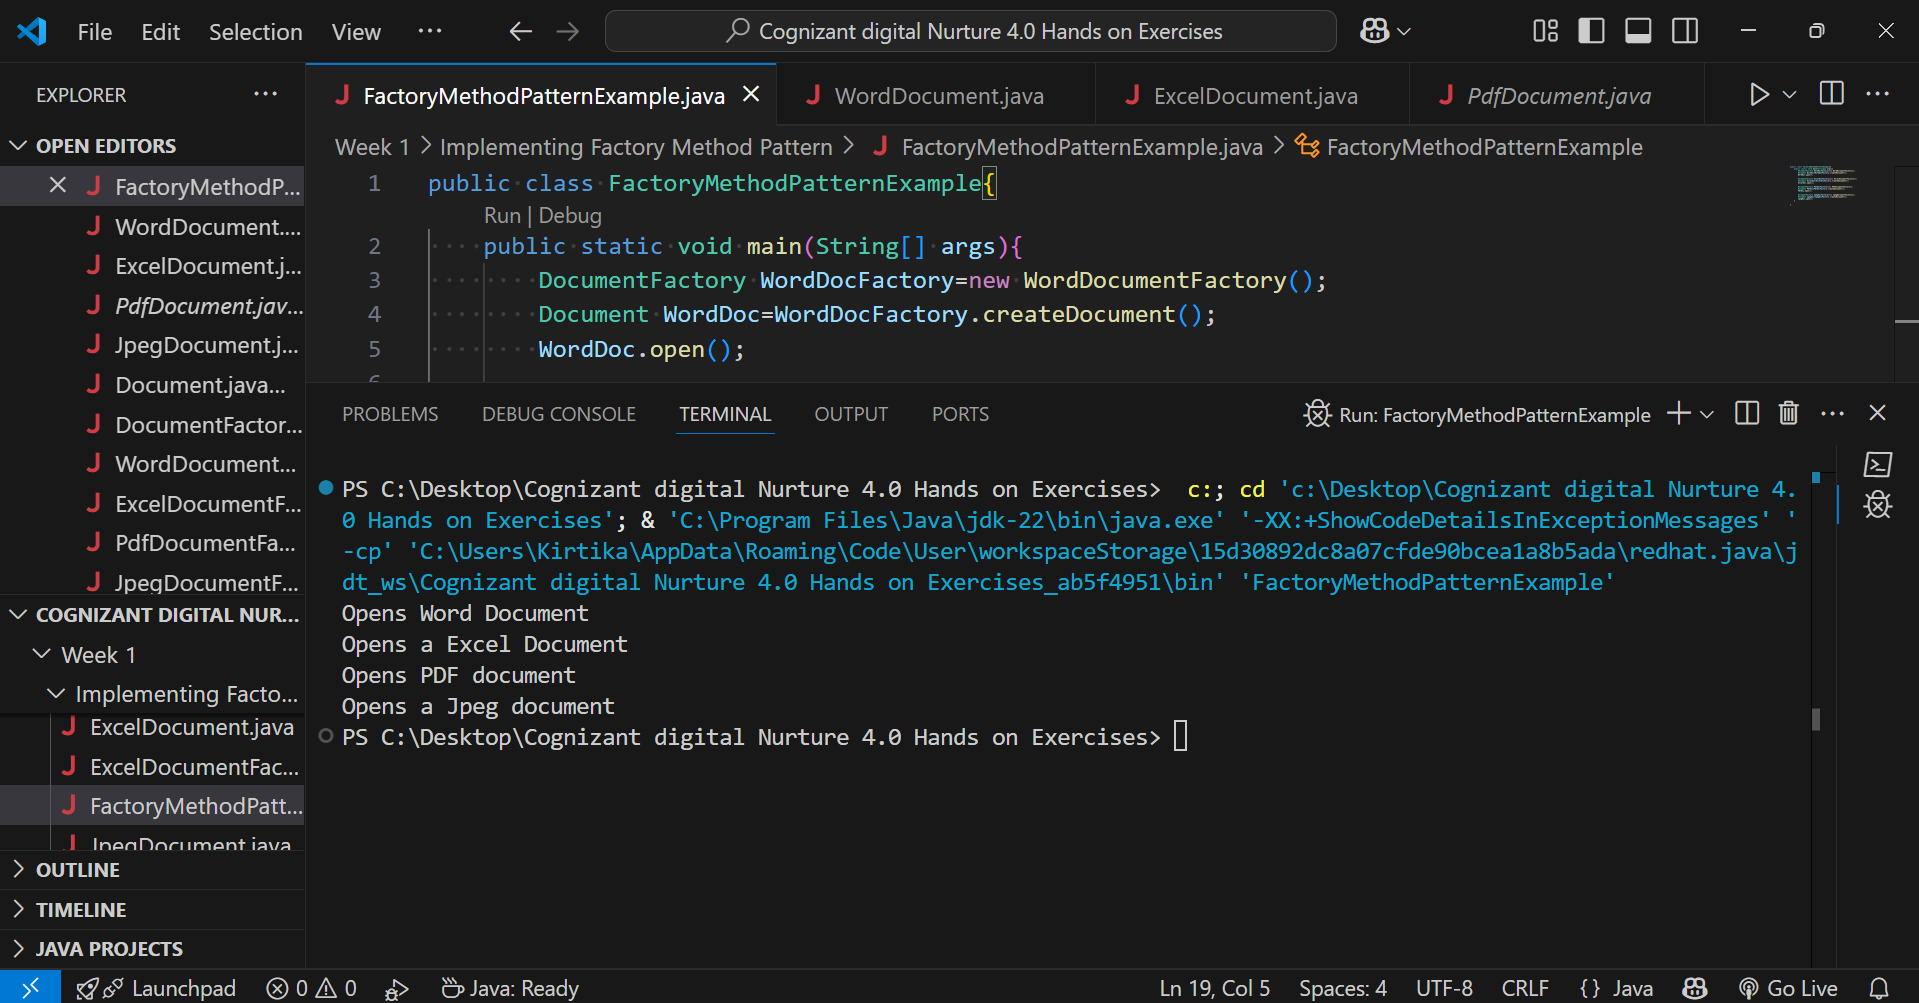 File Edit Selection View ··· Cognizant digital Nurture 4.0 Hands on Exercises
EXPLORER ···
OPEN EDITORS
FactoryMethodP...
WordDocument....
ExcelDocument.j...
PdfDocument.jav...
JpegDocument.j...
Document.java...
DocumentFactor...
WordDocument...
ExcelDocumentF...
PdfDocumentFa...
JpegDocumentF...
COGNIZANT DIGITAL NUR...
Week 1
Implementing Facto...
ExcelDocument.java
ExcelDocumentFac...
FactoryMethodPatt...
JpegDocument.java
OUTLINE
TIMELINE
JAVA PROJECTS
FactoryMethodPatternExample.java WordDocument.java ExcelDocument.java PdfDocument.java
Week 1 > Implementing Factory Method Pattern > FactoryMethodPatternExample.java > FactoryMethodPatternExample
1 public class FactoryMethodPatternExample{
Run | Debug
2 public static void main(String[] args){
3 DocumentFactory WordDocFactory=new WordDocumentFactory();
4 Document WordDoc=WordDocFactory.createDocument();
5 WordDoc.open();
6
PROBLEMS DEBUG CONSOLE TERMINAL OUTPUT PORTS Run: FactoryMethodPatternExample
PS C:\Desktop\Cognizant digital Nurture 4.0 Hands on Exercises>  c:; cd 'c:\Desktop\Cognizant digital Nurture 4.
0 Hands on Exercises'; & 'C:\Program Files\Java\jdk-22\bin\java.exe' '-XX:+ShowCodeDetailsInExceptionMessages' '
-cp' 'C:\Users\Kirtika\AppData\Roaming\Code\User\workspaceStorage\15d30892dc8a07cfde90bcea1a8b5ada\redhat.java\j
dt_ws\Cognizant digital Nurture 4.0 Hands on Exercises_ab5f4951\bin' 'FactoryMethodPatternExample'
Opens Word Document
Opens a Excel Document
Opens PDF document
Opens a Jpeg document
PS C:\Desktop\Cognizant digital Nurture 4.0 Hands on Exercises>
Launchpad 0 0 Java: Ready Ln 19, Col 5 Spaces: 4 UTF-8 CRLF {} Java Go Live